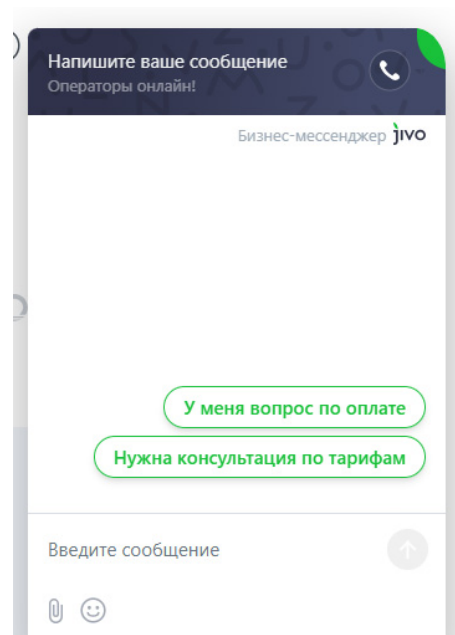 Напишите ваше сообщение
Операторы онлайн!
Бизнес-мессенджер jivo
У меня вопрос по оплате
Нужна консультация по тарифам
Введите сообщение